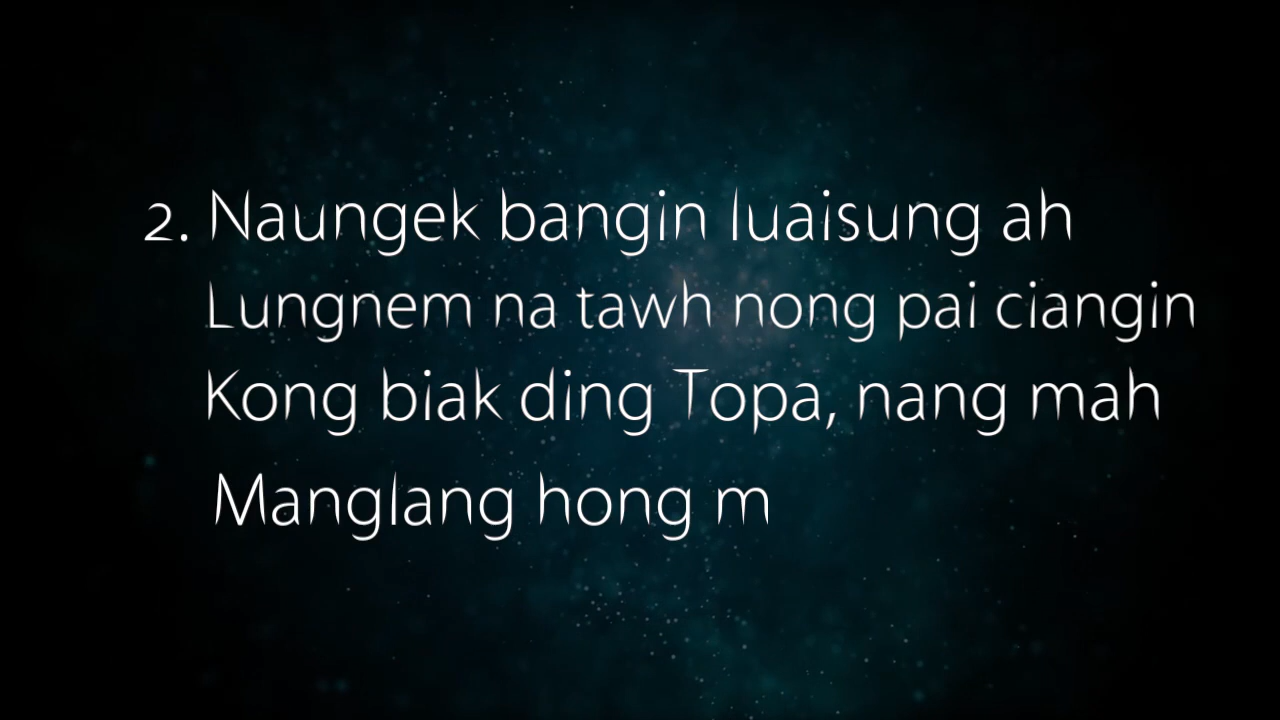 2. Naungek bangin luaisung ah
Lungnem na tawh nong pai ciangin
Kong biak ding Topa, nang mah
Manglang hong m